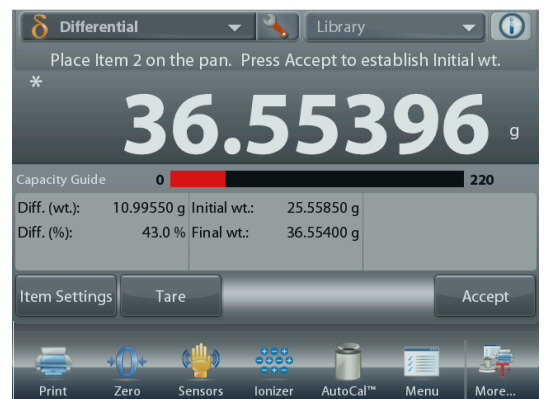 δ Differential Library
Place Item 2 on the pan. Press Accept to establish Initial wt.
*
36.55396 g
Capacity Guide 0 220
Diff. (wt.): 10.99550 g Initial wt.: 25.55850 g
Diff. (%): 43.0 % Final wt.: 36.55400 g
Item Settings Tare Accept
Print Zero Sensors Ionizer AutoCal™ Menu More...